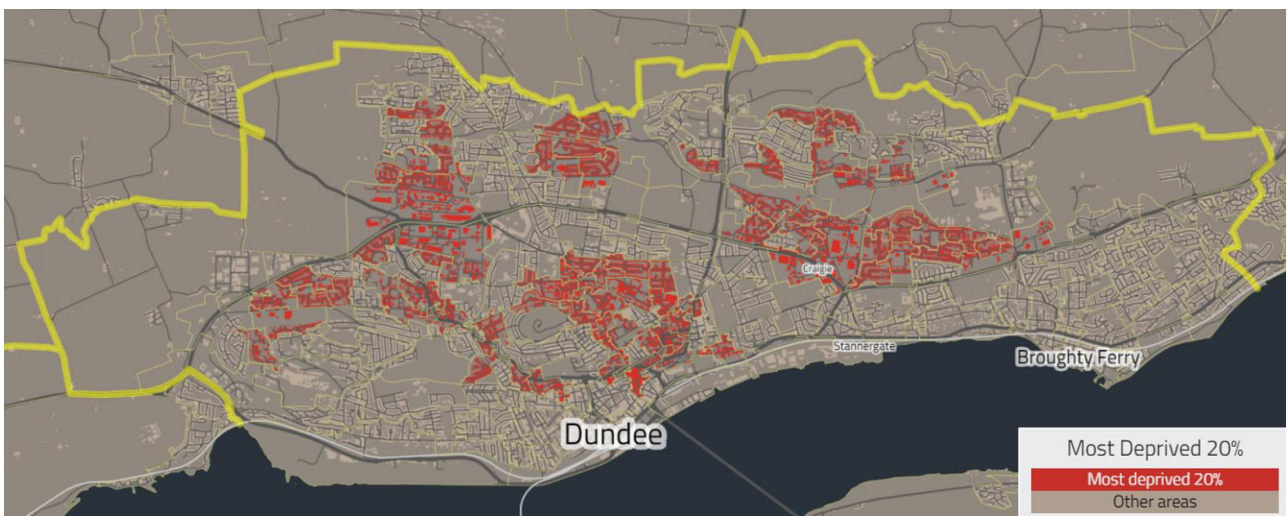 Craigie
Stannergate
Broughty Ferry
Dundee
Most Deprived 20%
Most deprived 20%
Other areas